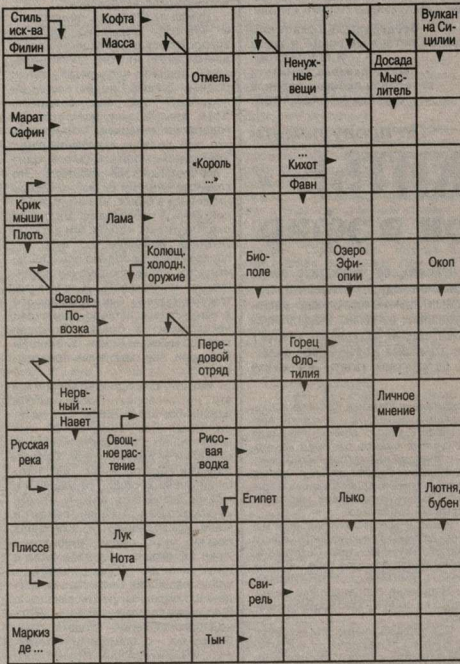 Стиль
иск-ва
Филин
Кофта
Масса
Вулкан
на Си-
цилии
Отмель
Ненуж-
ные
вещи
Досада
Мыс-
литель
Марат
Сафин
«Король
...»
...
Кихот
Фавн
Крик
мыши
Плоть
Лама
Колющ.
холодн.
оружие
Био-
поле
Озеро
Эфи-
опии
Окоп
Фасоль
По-
возка
Пере-
довой
отряд
Горец
Фло-
тилия
Нерв-
ный ...
Навет
Личное
мнение
Русская
река
Овощ-
ное рас-
тение
Рисо-
вая
водка
Египет
Лыко
Лютня,
бубен
Плиссе
Лук
Нота
Сви-
рель
Маркиз
де ...
Тын